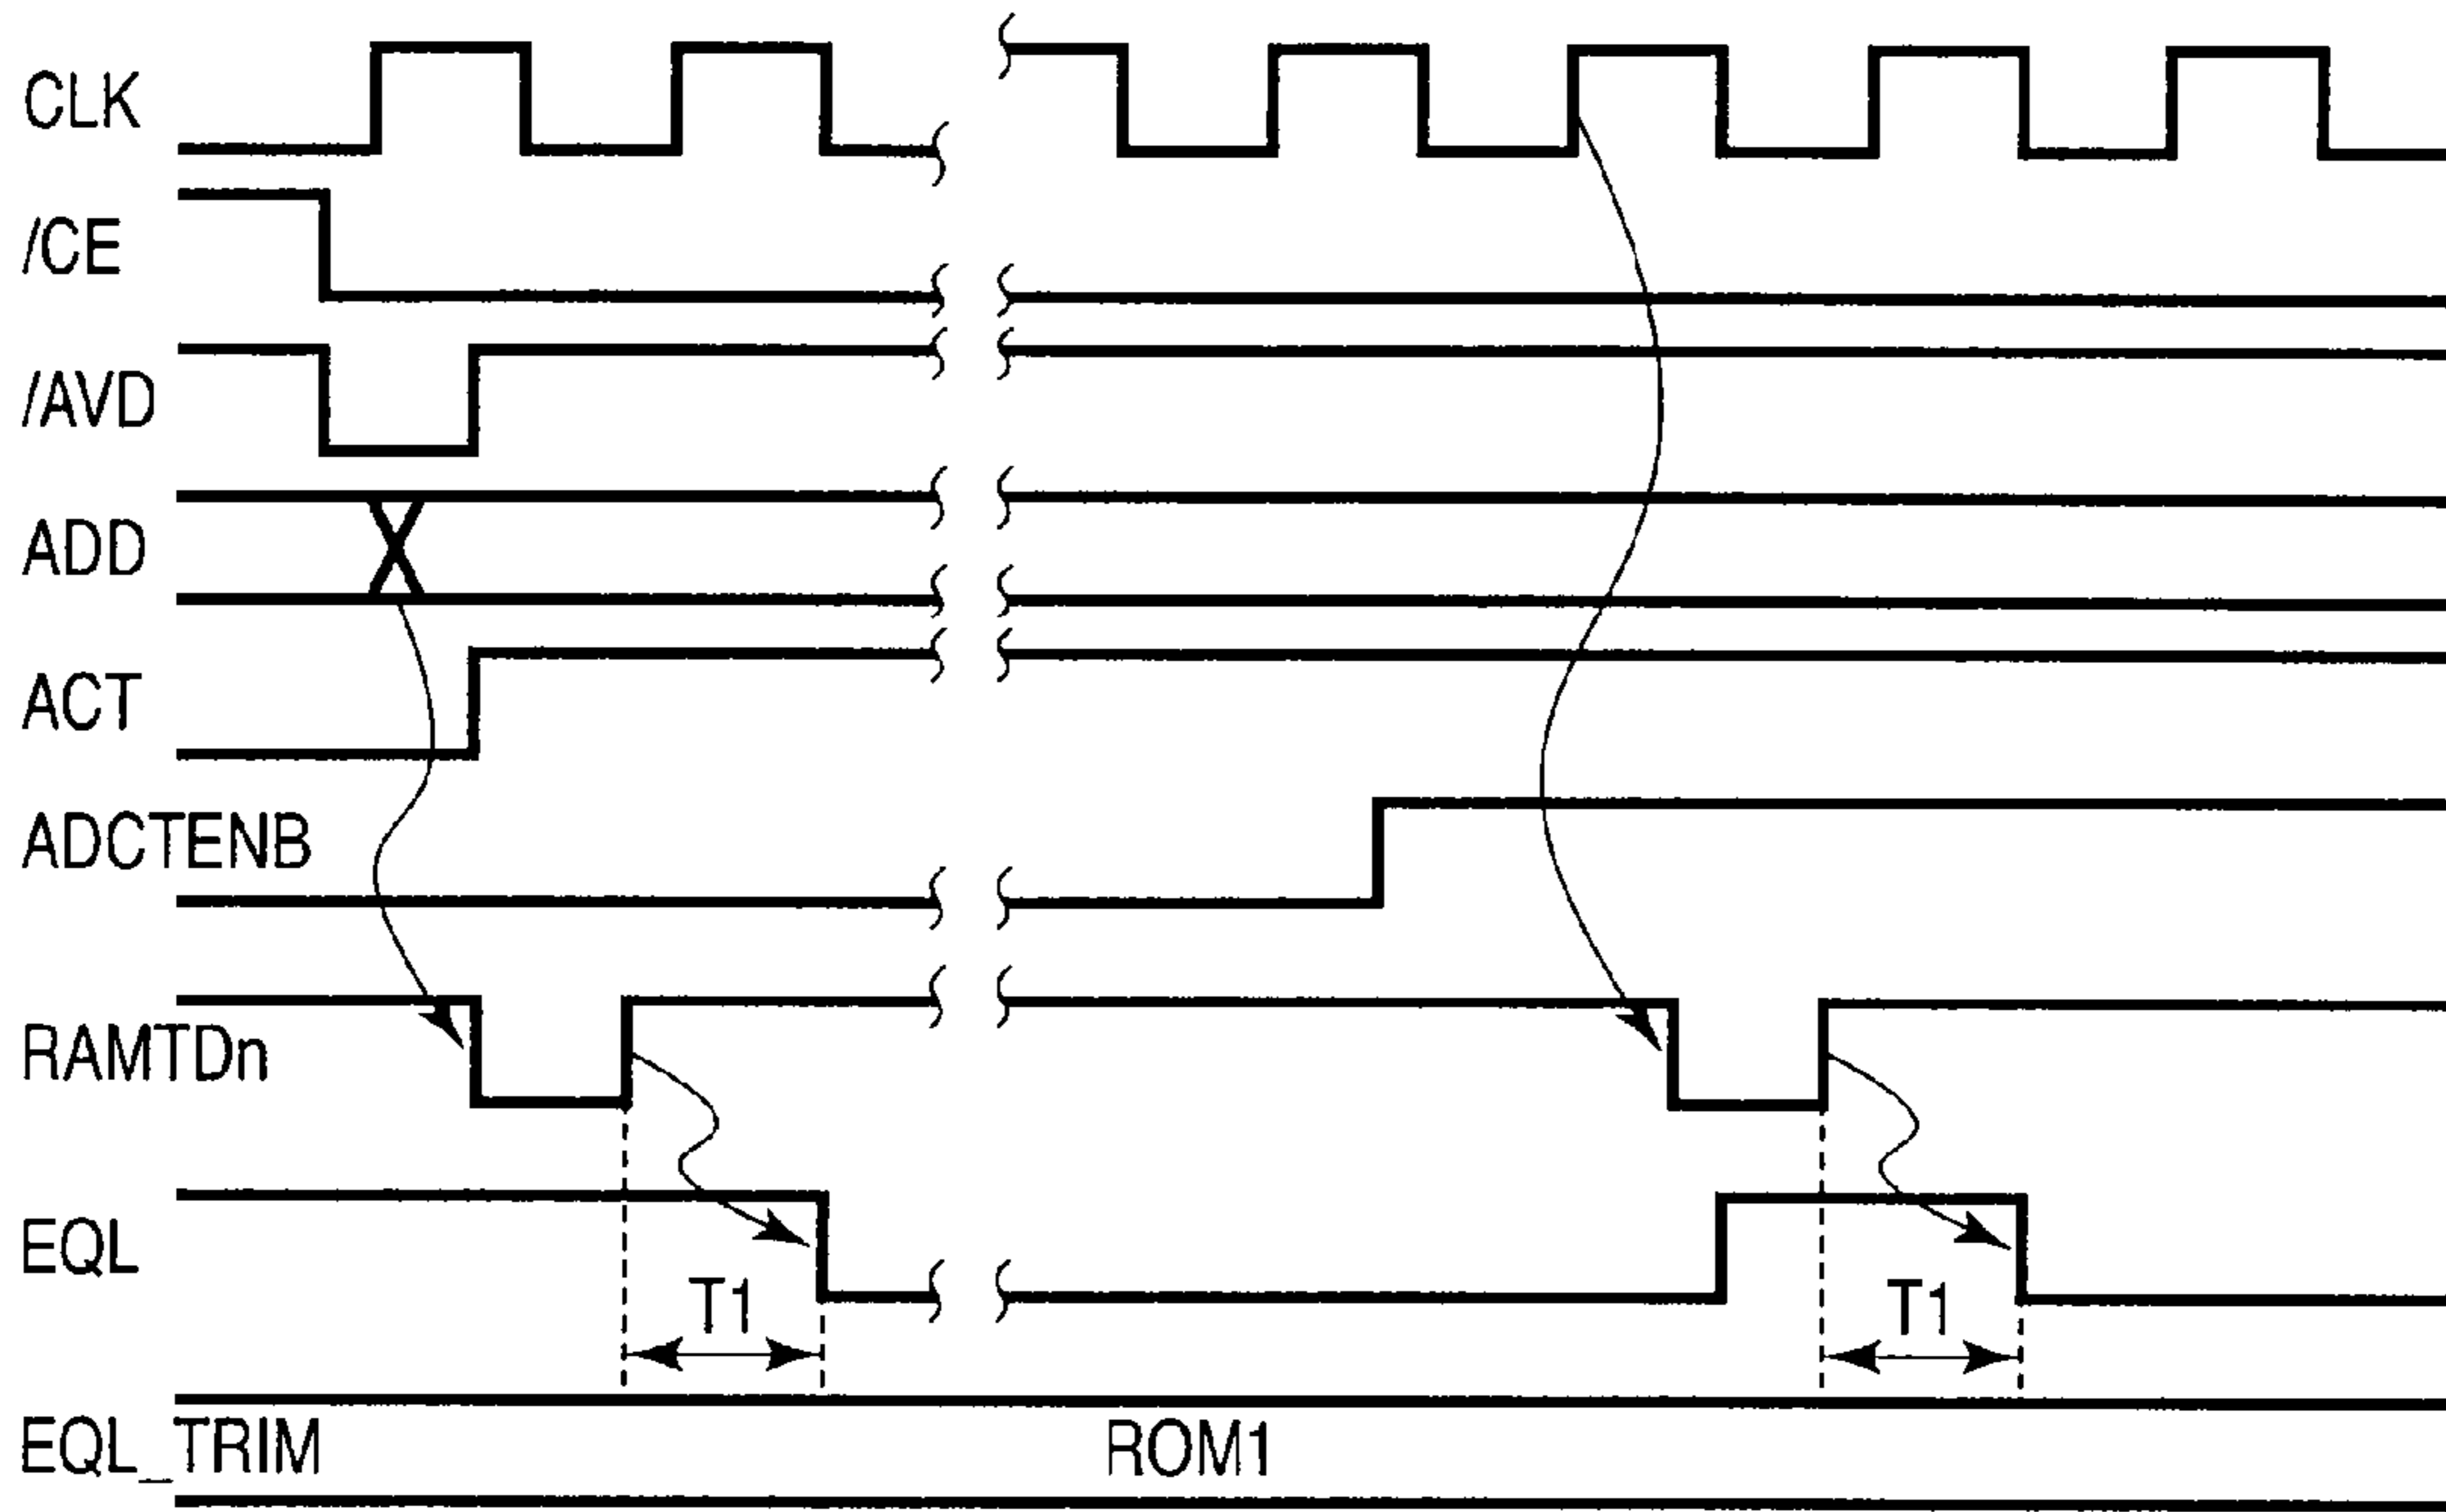 CLK
/CE
/AVD
ADD
ACT
ADCTENB
RAMTDn
EQL
T1 T1
EQL_TRIM ROM1